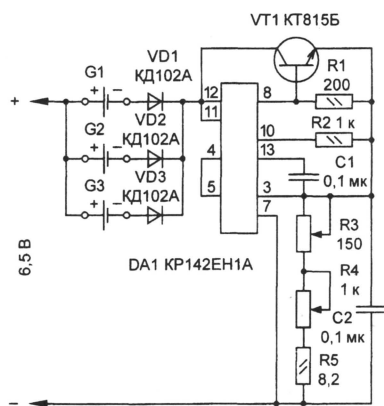 VT1 КТ815Б
G1
VD1
КД102А
+ −
12
11
8
R1
200
+
G2
VD2
КД102А
+ −
10
13
R2 1 к
C1
0,1 мк
G3
VD3
КД102А
+ −
4
5
3
7
6,5 В
DA1 КР142ЕН1А
R3
150
R4
1 к
C2
0,1 мк
R5
8,2
−